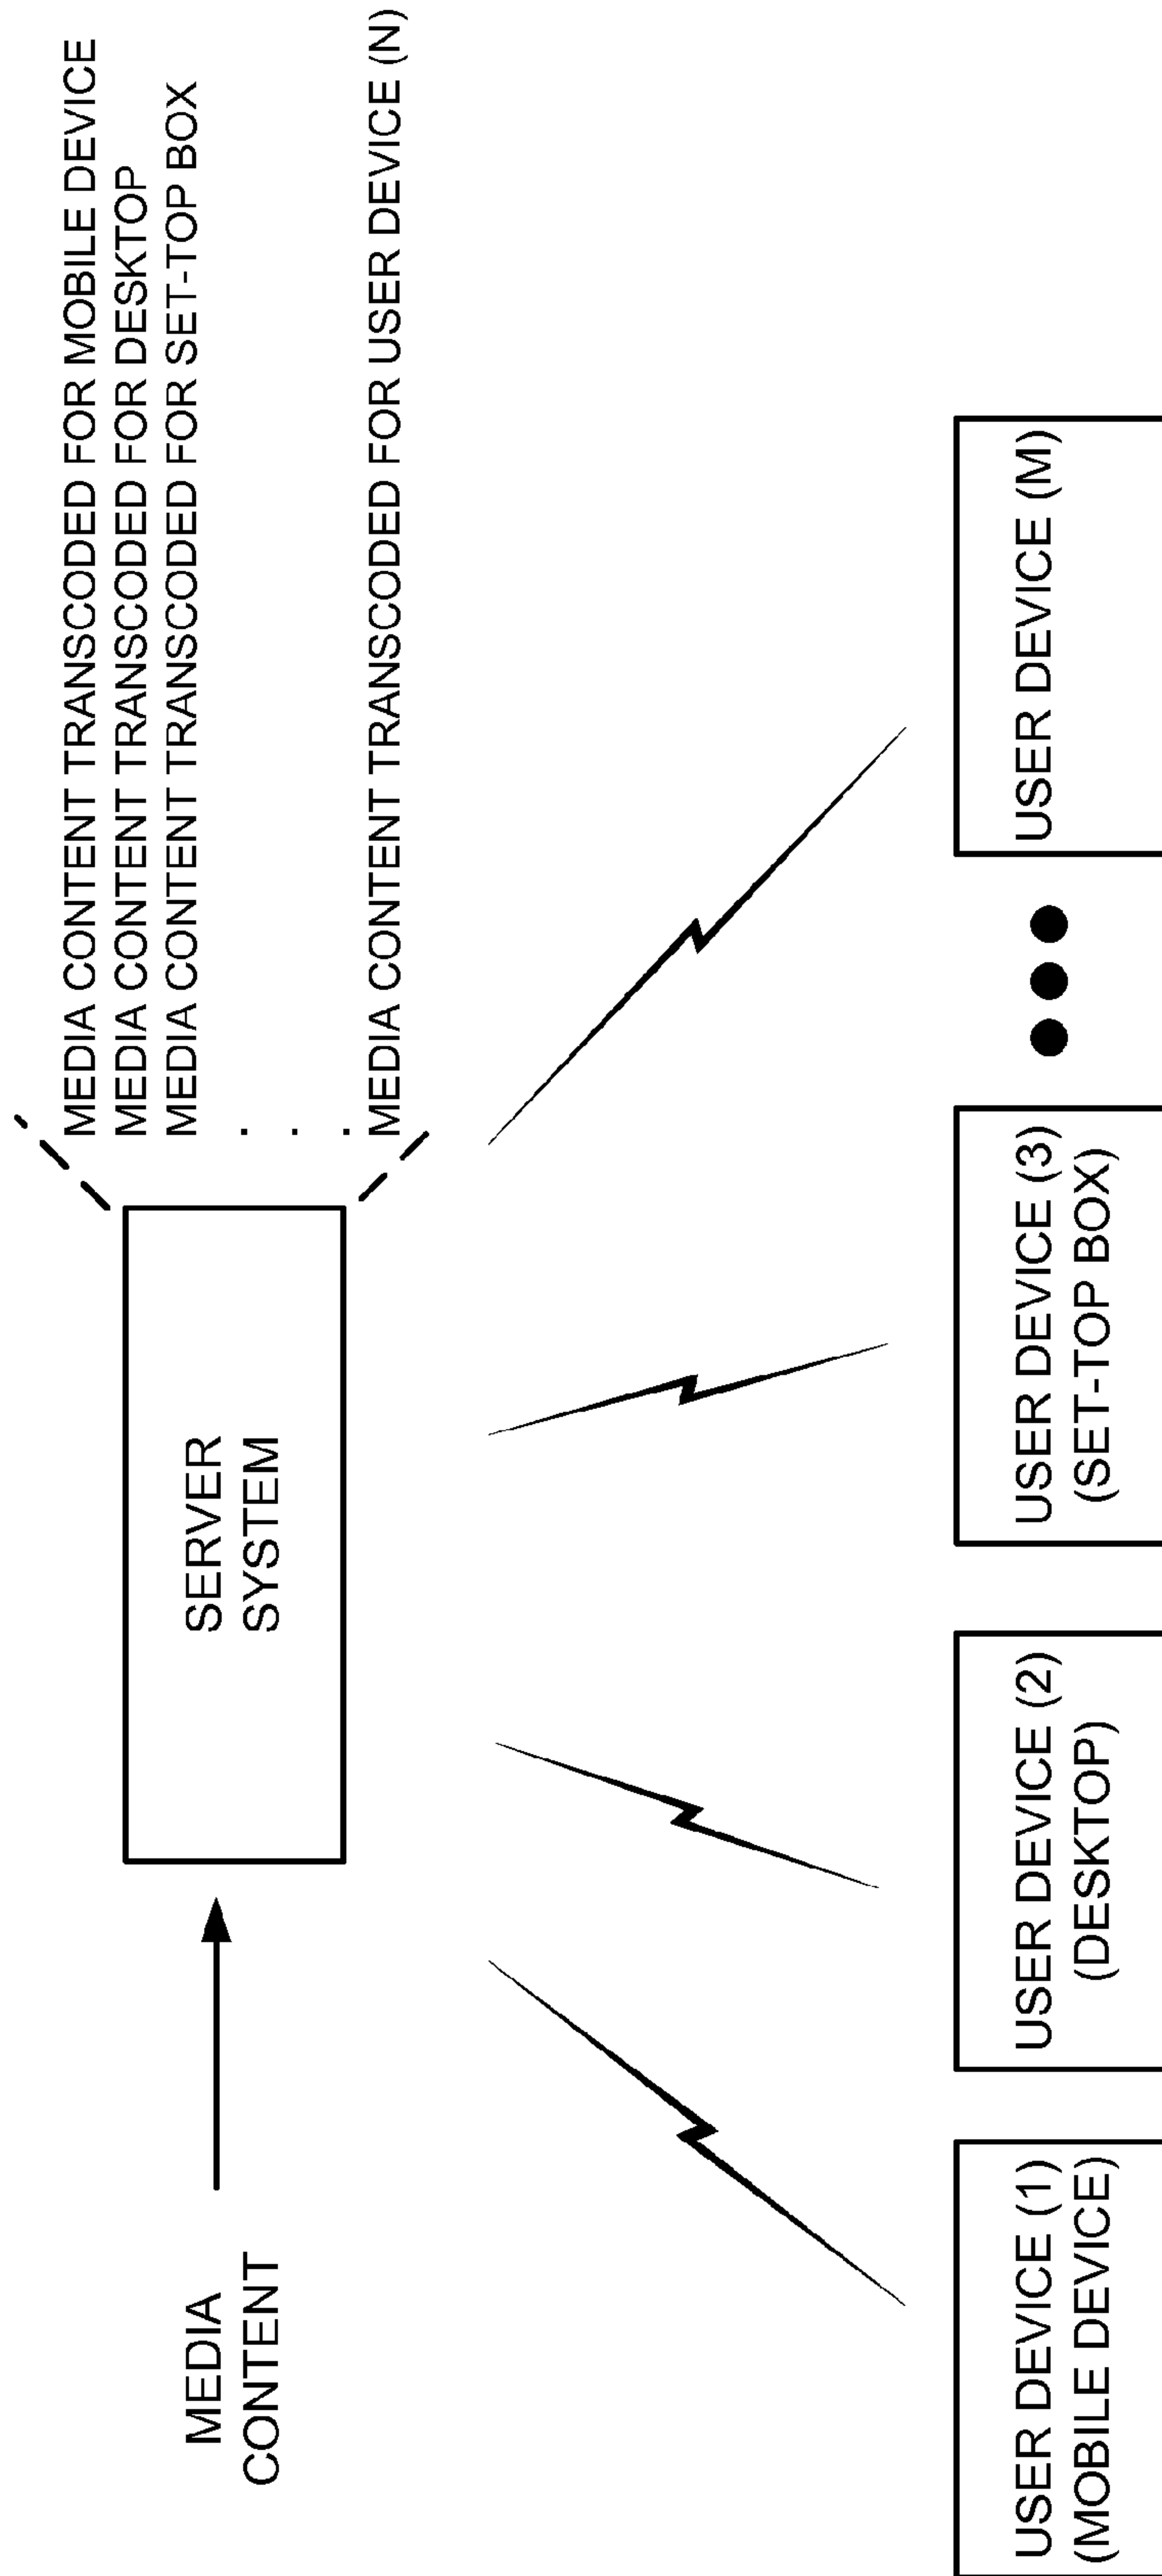 MEDIA CONTENT TRANSCODED FOR MOBILE DEVICE
MEDIA CONTENT TRANSCODED FOR DESKTOP
MEDIA CONTENT TRANSCODED FOR SET-TOP BOX
. . .
MEDIA CONTENT TRANSCODED FOR USER DEVICE (N)
MEDIA
CONTENT
SERVER
SYSTEM
USER DEVICE (1)
(MOBILE DEVICE)
USER DEVICE (2)
(DESKTOP)
USER DEVICE (3)
(SET-TOP BOX)
USER DEVICE (M)